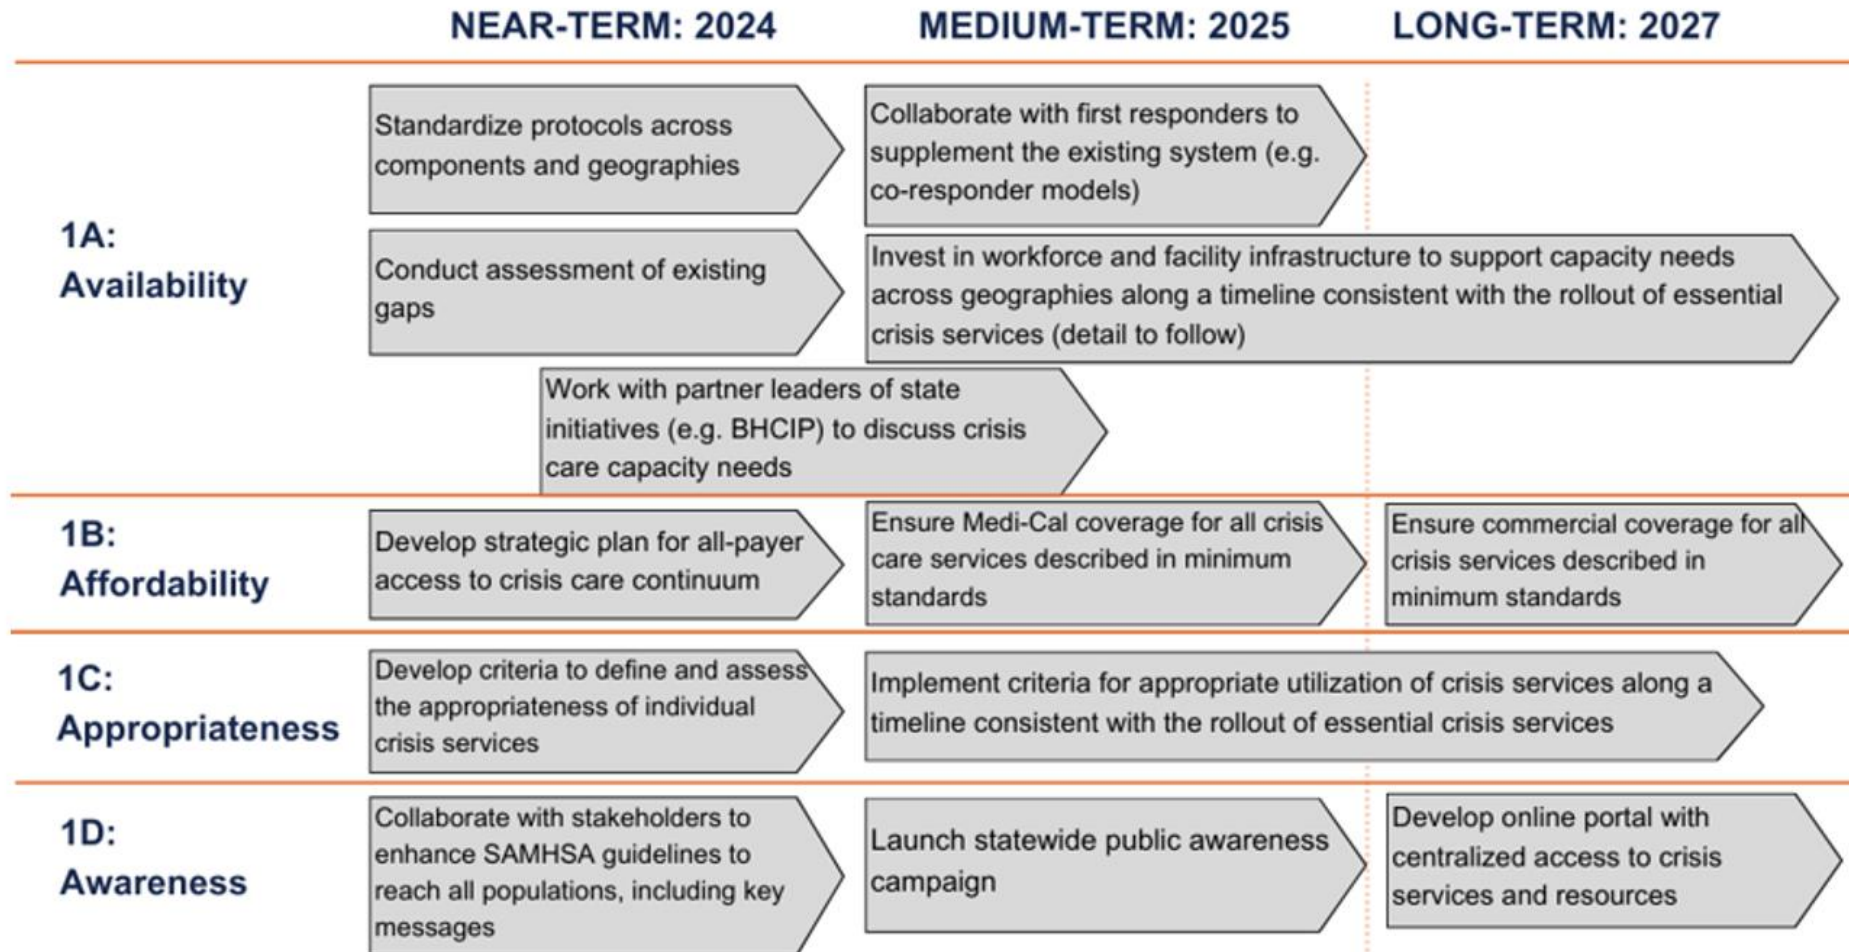 NEAR-TERM: 2024
MEDIUM-TERM: 2025
LONG-TERM: 2027
1A:
Availability
Standardize protocols across
components and geographies
Collaborate with first responders to
supplement the existing system (e.g.
co-responder models)
Conduct assessment of existing
gaps
Invest in workforce and facility infrastructure to support capacity needs
across geographies along a timeline consistent with the rollout of essential
crisis services (detail to follow)
Work with partner leaders of state
initiatives (e.g. BHCIP) to discuss crisis
care capacity needs
1B:
Affordability
Develop strategic plan for all-payer
access to crisis care continuum
Ensure Medi-Cal coverage for all crisis
care services described in minimum
standards
Ensure commercial coverage for all
crisis services described in
minimum standards
1C:
Appropriateness
Develop criteria to define and assess
the appropriateness of individual
crisis services
Implement criteria for appropriate utilization of crisis services along a
timeline consistent with the rollout of essential crisis services
1D:
Awareness
Collaborate with stakeholders to
enhance SAMHSA guidelines to
reach all populations, including key
messages
Launch statewide public awareness
campaign
Develop online portal with
centralized access to crisis
services and resources